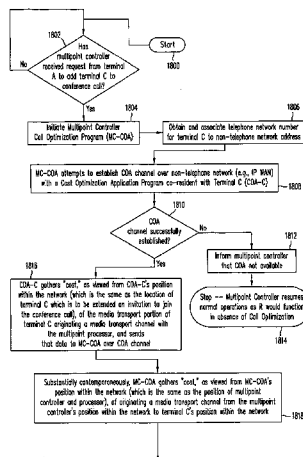 1802
Has
multipoint controller
received request from terminal
A to add terminal C to
conference call?
No
Start
1800
Yes
1804
Initiate Multipoint Controller
Call Optimization Program {MC-COA}
1806
Obtain and associate telephone network number
for terminal C to non-telephone network address
MC-COA attempts to establish COA channel over non-telephone network (e.g., IP WAN)
with a Cost Optimization Application Program co-resident with Terminal C {COA-C}
1808
1810
COA
channel successfully
established?
No
1812
Inform multipoint controller
that COA not available
Yes
1816
COA-C gathers "cost," as viewed from COA-C's position
within the network (which is the same as the location of
terminal C which is to be extended an invitation to join
the conference call), of the media transport portion of
terminal C originating a media transport channel with
the multipoint processor, and sends
that data to MC-COA over COA channel
Stop -- Multipoint Controller resumes
normal operations as it would function
in absence of Call Optimization
1814
Substantially contemporaneously, MC-COA gathers "cost," as viewed from MC-COA's
position within the network (which is the same as the position of multipoint
controller and processor), of originating a media transport channel from the multipoint
controller's position within the network to terminal C's position within the network
1818